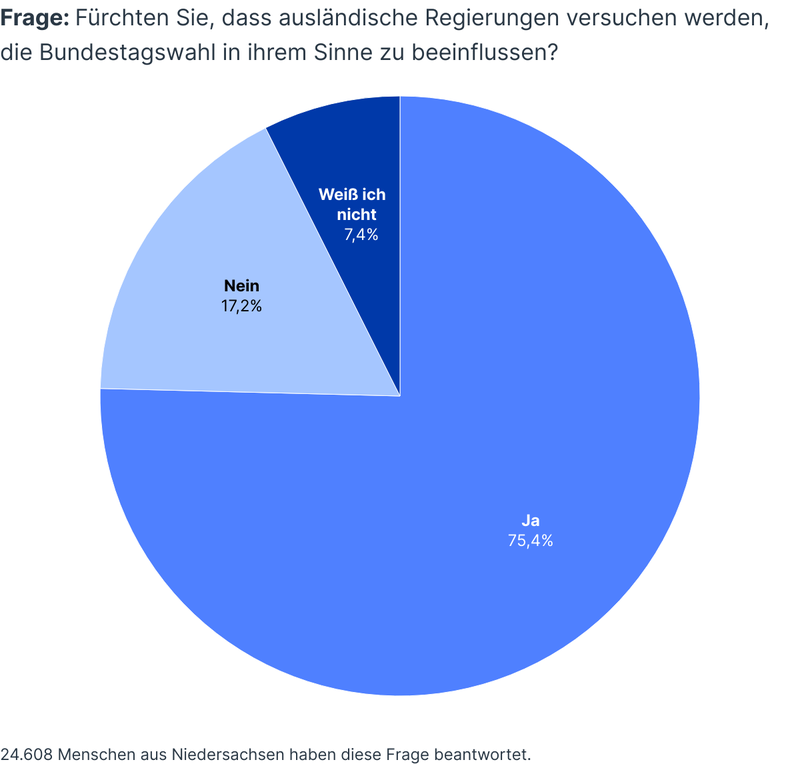 Frage: Fürchten Sie, dass ausländische Regierungen versuchen werden,
die Bundestagswahl in ihrem Sinne zu beeinflussen?
Weiß ich
nicht
7,4%
Nein
17,2%
Ja
75,4%
24.608 Menschen aus Niedersachsen haben diese Frage beantwortet.